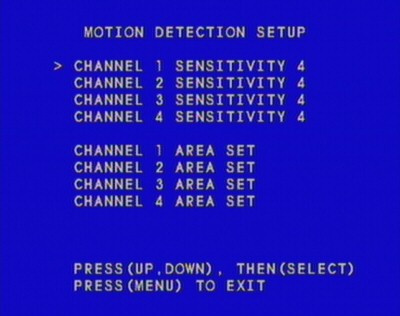 MOTION DETECTION SETUP
> CHANNEL 1 SENSITIVITY 4
CHANNEL 2 SENSITIVITY 4
CHANNEL 3 SENSITIVITY 4
CHANNEL 4 SENSITIVITY 4
CHANNEL 1 AREA SET
CHANNEL 2 AREA SET
CHANNEL 3 AREA SET
CHANNEL 4 AREA SET
PRESS(UP,DOWN), THEN(SELECT)
PRESS(MENU) TO EXIT